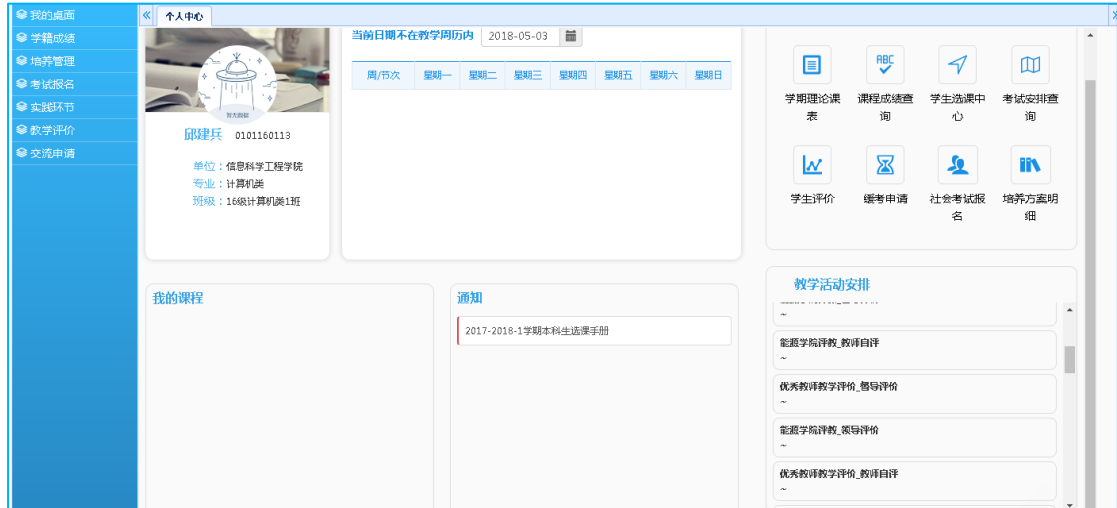 我的桌面
学籍成绩
培养管理
考试报名
实践环节
教学评价
交流申请
个人中心
暂无数据
邱建兵 0101160113
单位：信息科学工程学院
专业：计算机类
班级：16级计算机类1班
当前日期不在教学周历内 2018-05-03
周/节次 星期一 星期二 星期三 星期四 星期五 星期六 星期日
学期理论课
表
ABC
课程成绩查
询
学生选课中
心
考试安排查
询
学生评价
缓考申请
社会考试报
名
培养方案明
细
我的课程
通知
2017-2018-1学期本科生选课手册
教学活动安排
~
能源学院评教_教师自评
~
优秀教师教学评价_督导评价
~
能源学院评教_领导评价
~
优秀教师教学评价_教师自评
~